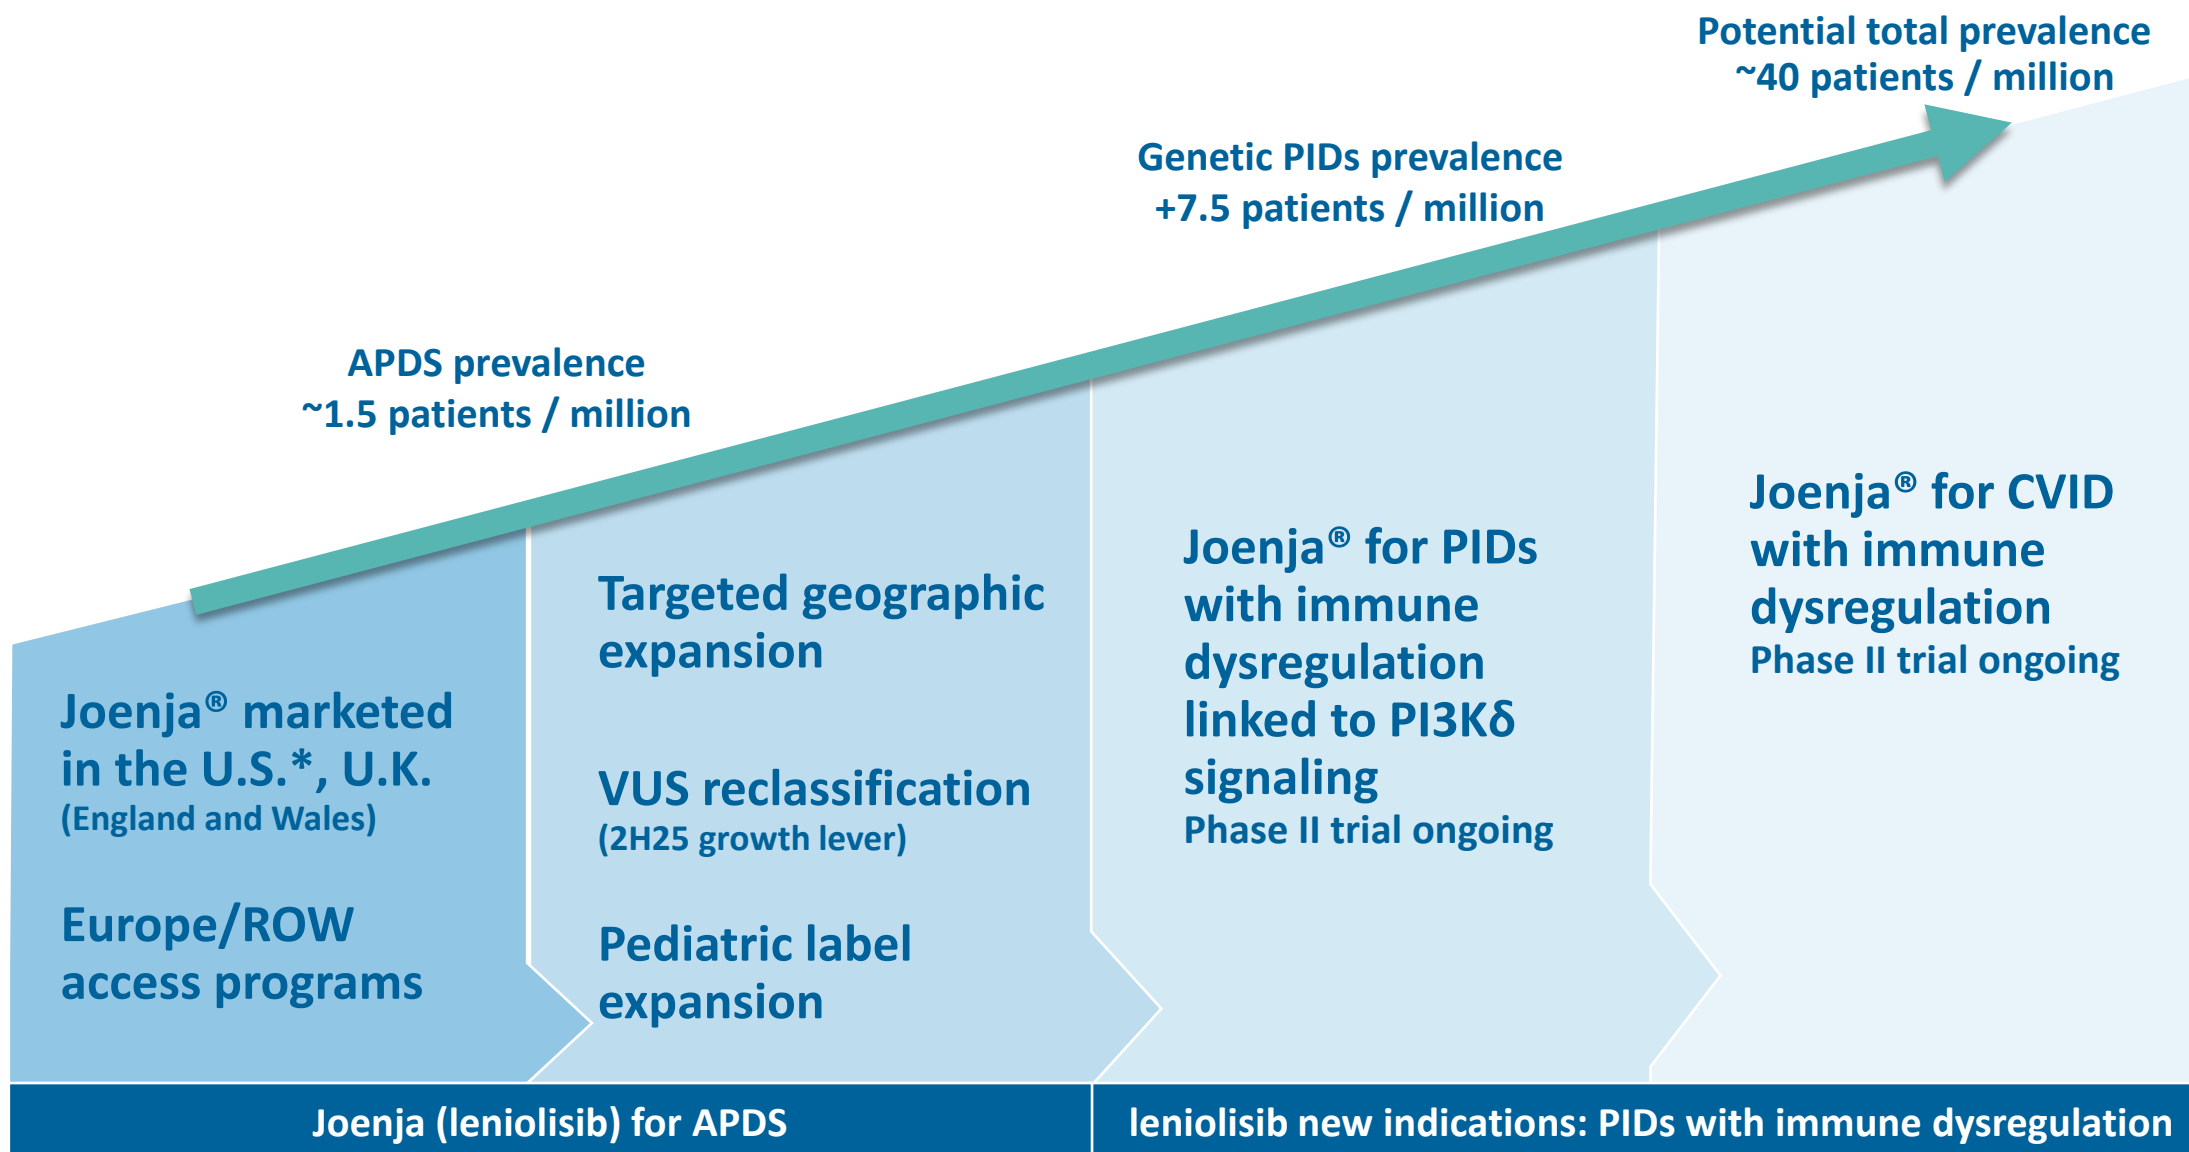 Potential total prevalence
~40 patients / million
Genetic PIDs prevalence
+7.5 patients / million
APDS prevalence
~1.5 patients / million
Joenja® marketed
in the U.S.*, U.K.
(England and Wales)
Europe/ROW
access programs
Targeted geographic
expansion
VUS reclassification
(2H25 growth lever)
Pediatric label
expansion
Joenja® for PIDs
with immune
dysregulation
linked to PI3Kδ
signaling
Phase II trial ongoing
Joenja® for CVID
with immune
dysregulation
Phase II trial ongoing
Joenja (leniolisib) for APDS
leniolisib new indications: PIDs with immune dysregulation